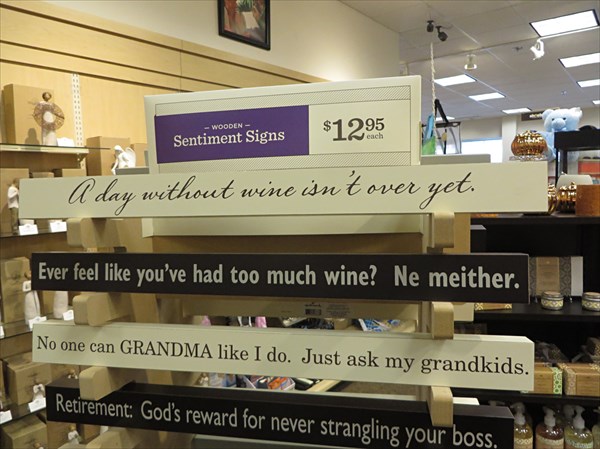 — WOODEN —
Sentiment Signs
$12.95 each
A day without wine isn't over yet.
Ever feel like you've had too much wine? Ne meither.
No one can GRANDMA like I do. Just ask my grandkids.
Retirement: God's reward for never strangling your boss.